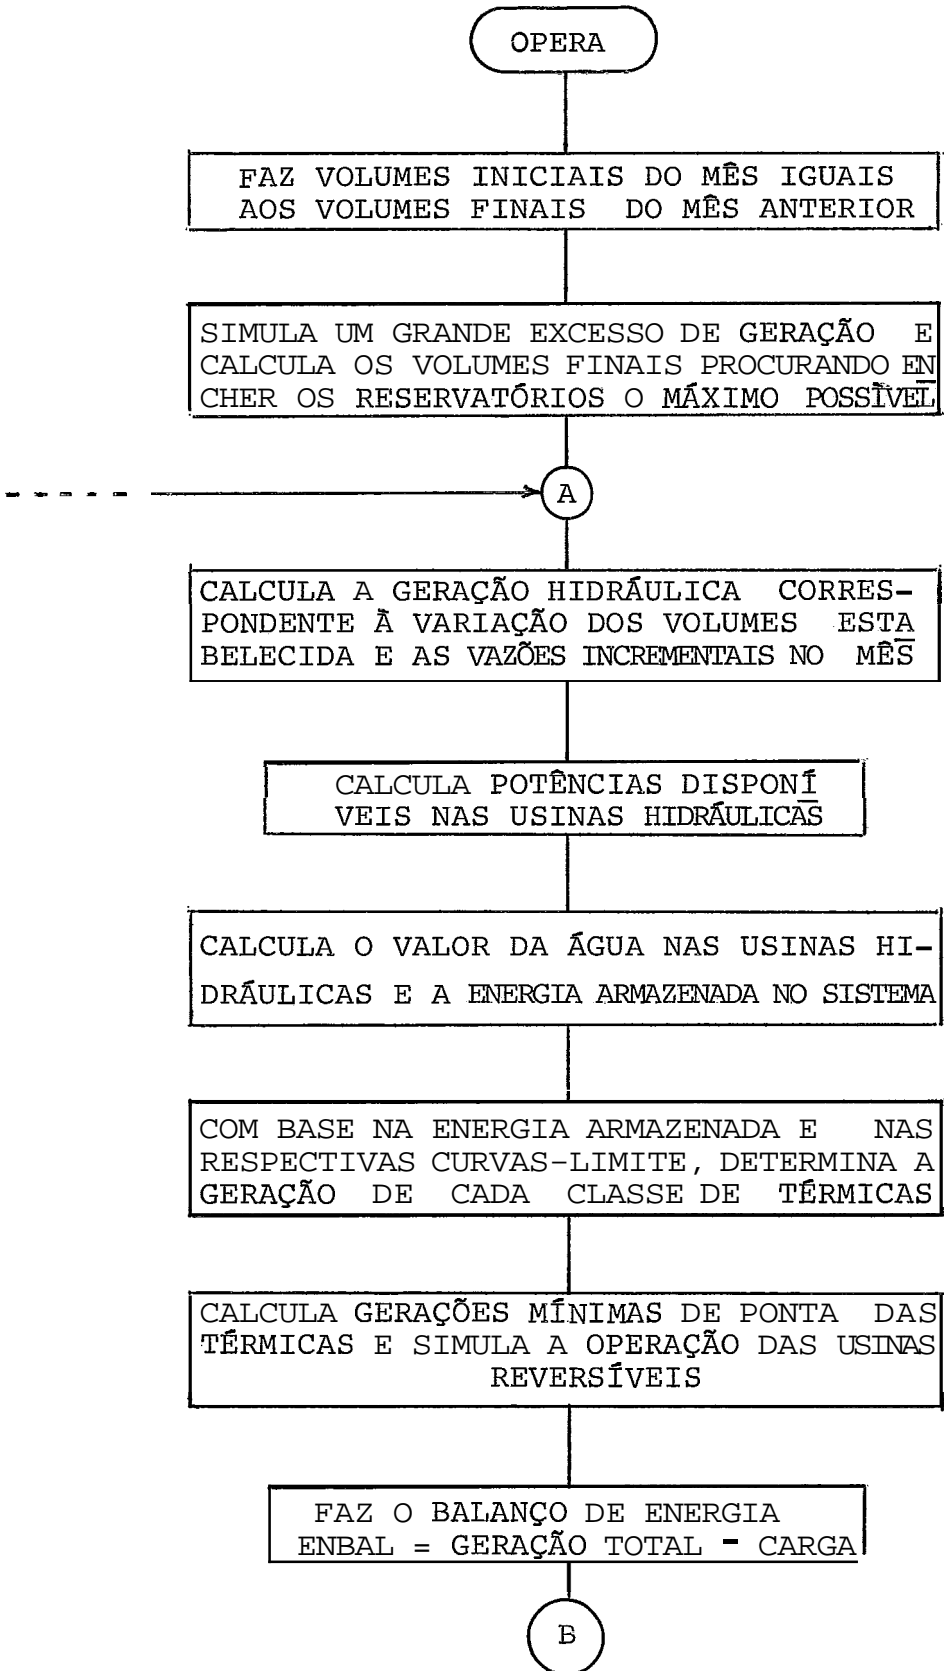 OPERA
FAZ VOLUMES INICIAIS DO MÊS IGUAIS
AOS VOLUMES FINAIS DO MÊS ANTERIOR
SIMULA UM GRANDE EXCESSO DE GERAÇÃO E
CALCULA OS VOLUMES FINAIS PROCURANDO EN
CHER OS RESERVATÓRIOS O MÁXIMO POSSÍVEL
A
CALCULA A GERAÇÃO HIDRÁULICA CORRES-
PONDENTE À VARIAÇÃO DOS VOLUMES ESTA
BELECIDA E AS VAZÕES INCREMENTAIS NO MÊS
CALCULA POTÊNCIAS DISPONÍ
VEIS NAS USINAS HIDRÁULICAS
CALCULA O VALOR DA ÁGUA NAS USINAS HI-
DRÁULICAS E A ENERGIA ARMAZENADA NO SISTEMA
COM BASE NA ENERGIA ARMAZENADA E NAS
RESPECTIVAS CURVAS-LIMITE, DETERMINA A
GERAÇÃO DE CADA CLASSE DE TÉRMICAS
CALCULA GERAÇÕES MÍNIMAS DE PONTA DAS
TÉRMICAS E SIMULA A OPERAÇÃO DAS USINAS
REVERSÍVEIS
FAZ O BALANÇO DE ENERGIA
ENBAL = GERAÇÃO TOTAL - CARGA
B